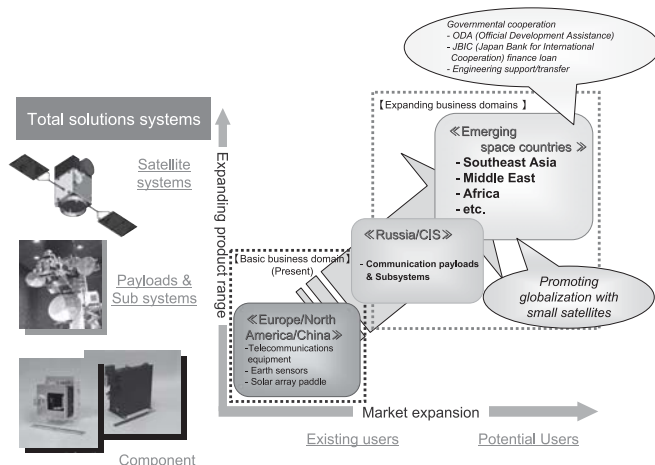 Governmental cooperation
- ODA (Official Development Assistance)
- JBIC (Japan Bank for International
Cooperation) finance loan
- Engineering support/transfer
【Expanding business domains】
Total solutions systems
Satellite
systems
Payloads &
Sub systems
Component
Expanding product range
≪Emerging
space countries ≫
- Southeast Asia
- Middle East
- Africa
- etc.
≪Russia/CIS≫
- Communication payloads
& Subsystems
Promoting
globalization with
small satellites
【Basic business domain】
(Present)
≪Europe/North
America/China≫
-Telecommunications
equipment
- Earth sensors
- Solar array paddle
Market expansion
Existing users
Potential Users